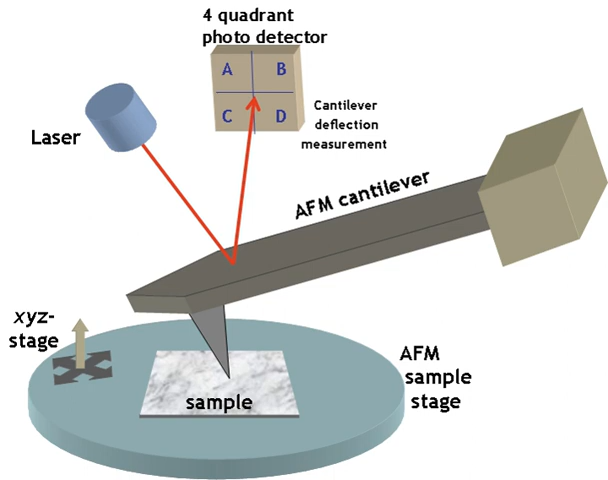 4 quadrant
photo detector
A B
C D
Cantilever
deflection
measurement
Laser
AFM cantilever
xyz-
stage
AFM
sample
stage
sample